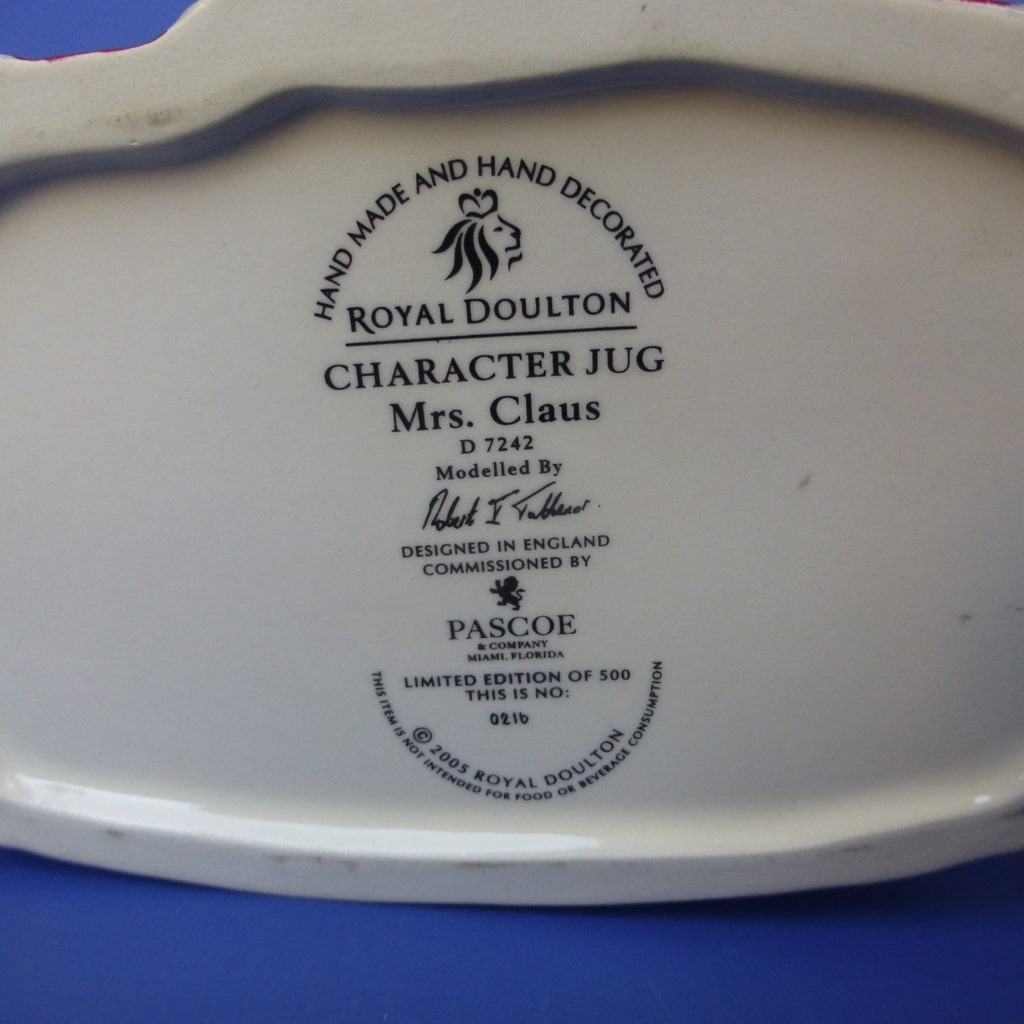 HAND MADE AND HAND DECORATED
ROYAL DOULTON
CHARACTER JUG
Mrs. Claus
D 7242
Modelled By
Robert I Tabbenor.
DESIGNED IN ENGLAND
COMMISSIONED BY
PASCOE
& COMPANY
MIAMI, FLORIDA
LIMITED EDITION OF 500
THIS IS NO:
0216
© 2005 ROYAL DOULTON
THIS ITEM IS NOT INTENDED FOR FOOD OR BEVERAGE CONSUMPTION